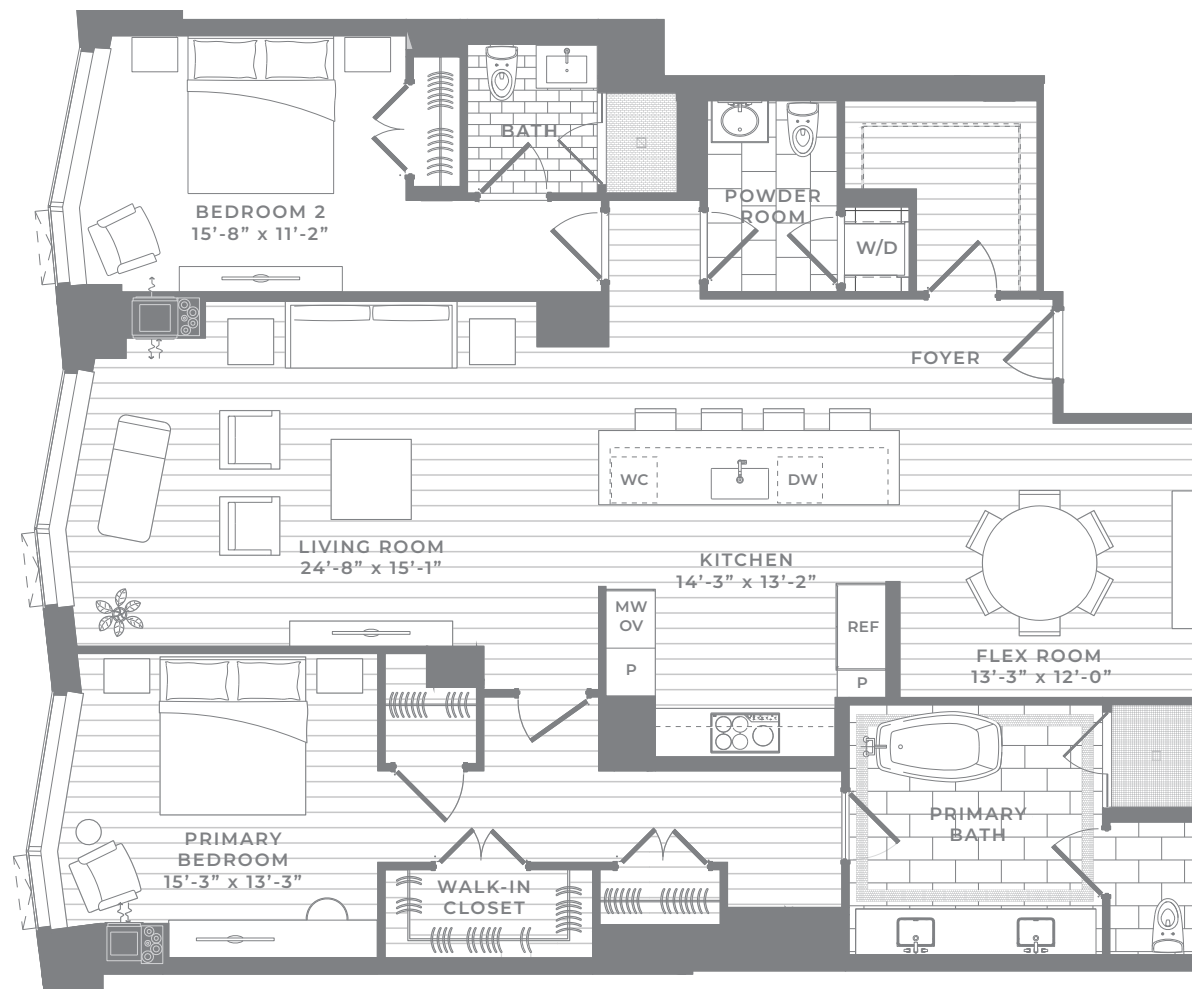 BATH
POWDER
ROOM
BEDROOM 2
15’-8” x 11’-2”
W/D
FOYER
WC
DW
LIVING ROOM
24’-8” x 15’-1”
KITCHEN
14’-3” x 13’-2”
MW
OV
P
REF
P
FLEX ROOM
13’-3” x 12’-0”
PRIMARY
BEDROOM
15’-3” x 13’-3”
WALK-IN
CLOSET
PRIMARY
BATH